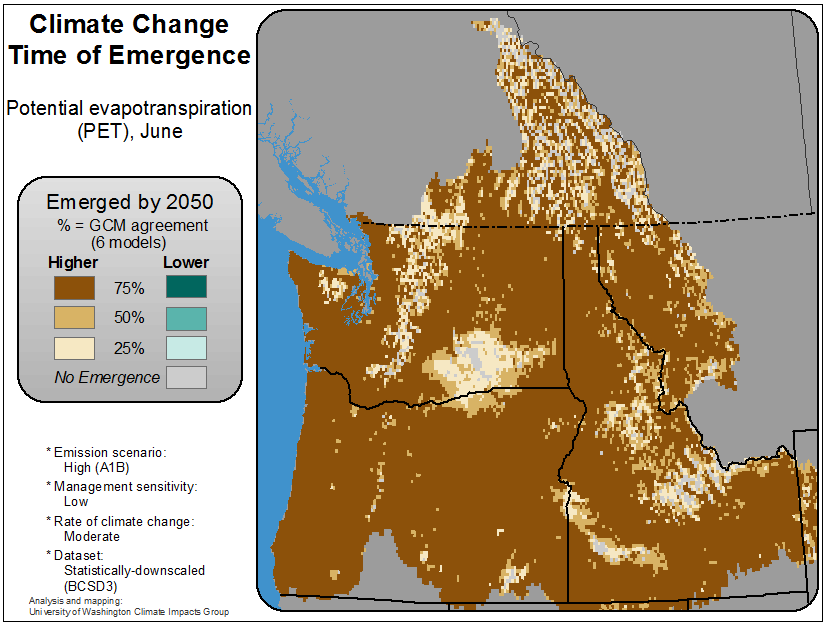 Climate Change
Time of Emergence
Potential evapotranspiration
(PET), June
Emerged by 2050
% = GCM agreement
(6 models)
Higher Lower
75%
50%
25%
No Emergence
* Emission scenario:
High (A1B)
* Management sensitivity:
Low
* Rate of climate change:
Moderate
* Dataset:
Statistically-downscaled
(BCSD3)
Analysis and mapping:
University of Washington Climate Impacts Group